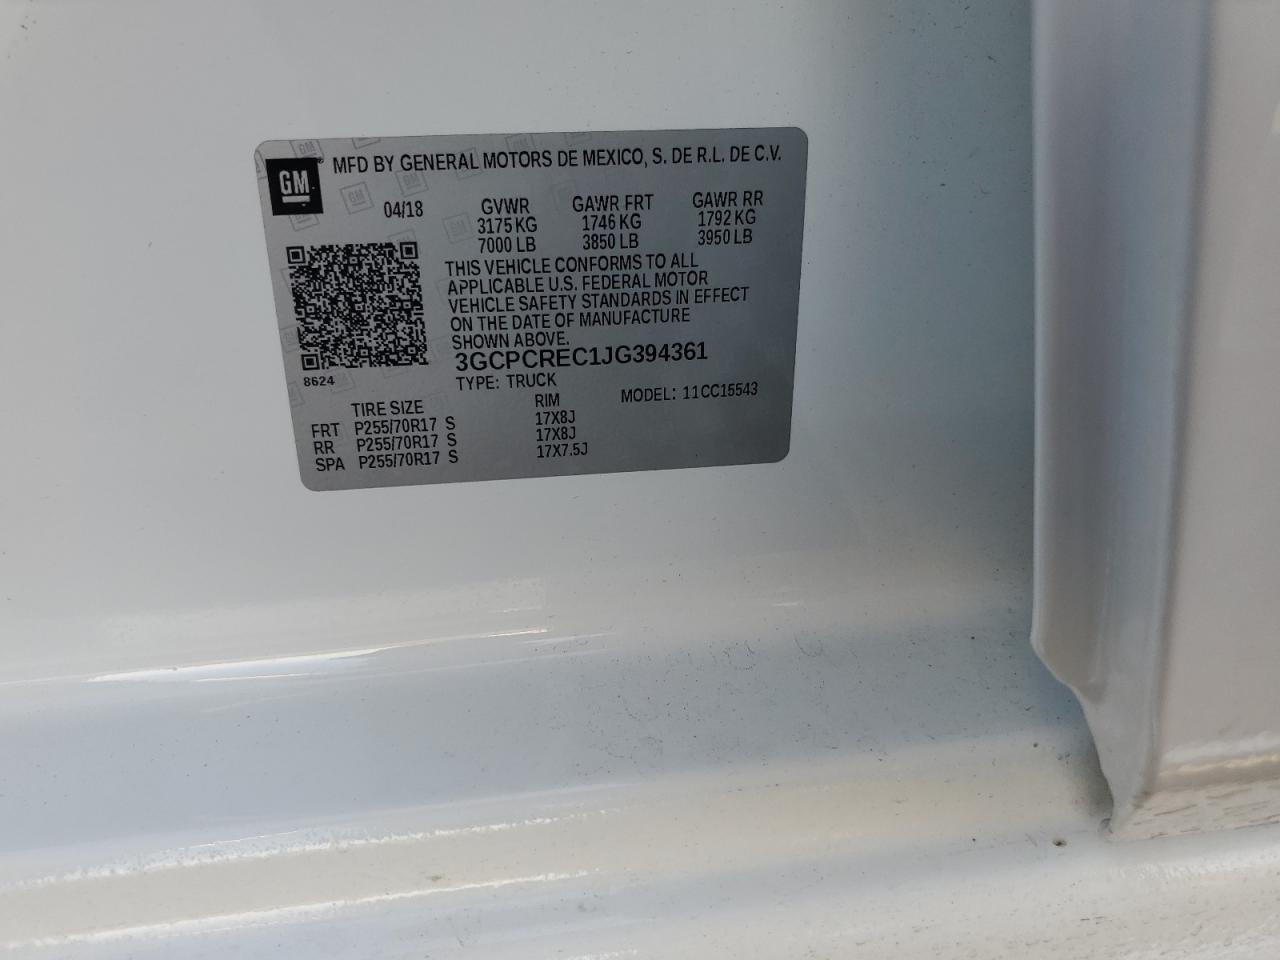 GM
MFD BY GENERAL MOTORS DE MEXICO, S. DE R.L. DE C.V.
04/18
GVWR GAWR FRT GAWR RR
3175 KG 1746 KG 1792 KG
7000 LB 3850 LB 3950 LB
THIS VEHICLE CONFORMS TO ALL
APPLICABLE U.S. FEDERAL MOTOR
VEHICLE SAFETY STANDARDS IN EFFECT
ON THE DATE OF MANUFACTURE
SHOWN ABOVE.
3GCPCREC1JG394361
8624
TYPE: TRUCK
MODEL: 11CC15543
TIRE SIZE RIM
FRT P255/70R17 S 17X8J
RR P255/70R17 S 17X8J
SPA P255/70R17 S 17X7.5J